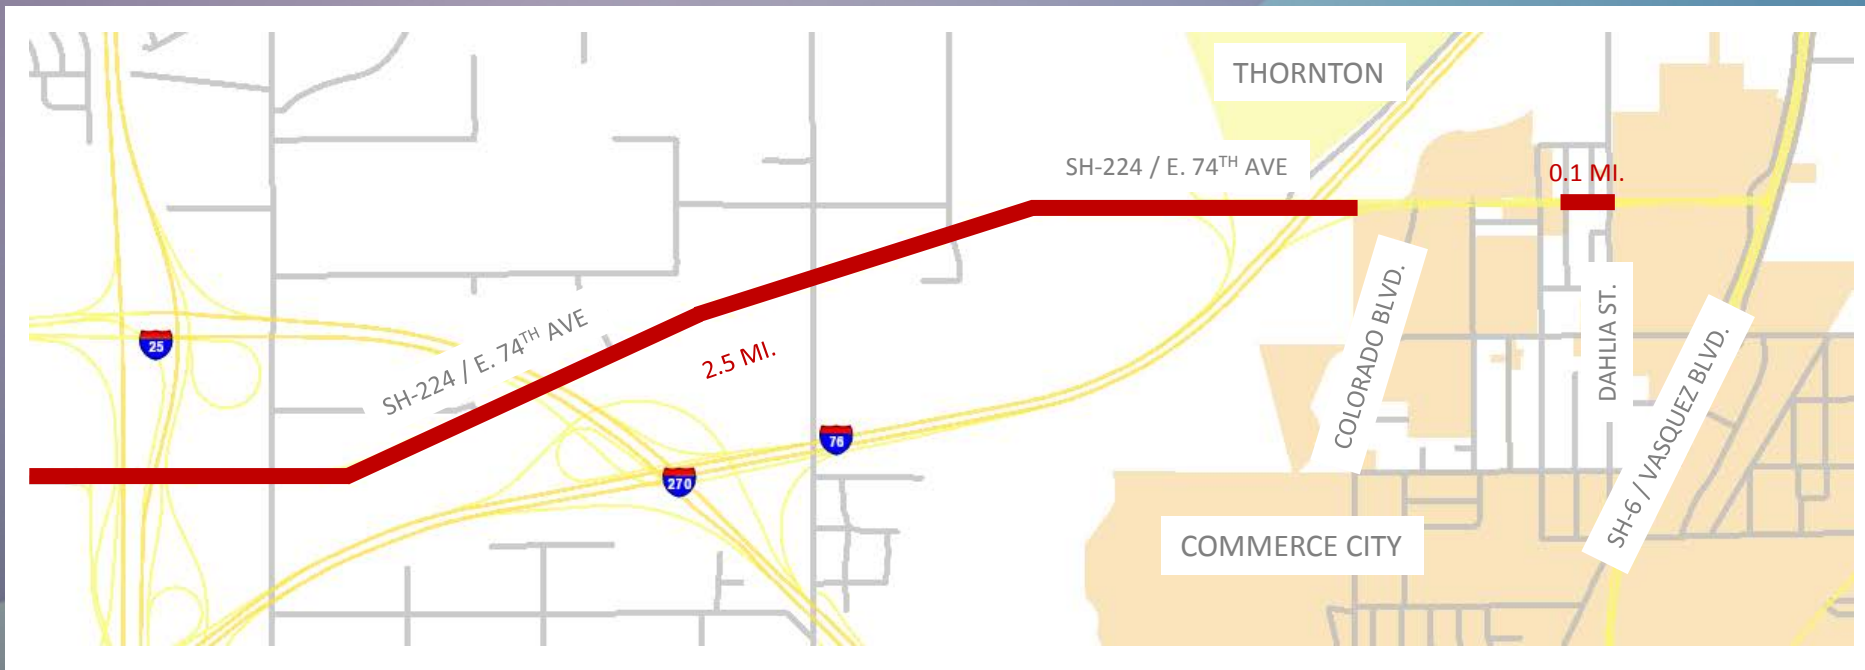 THORNTON
SH-224 / E. 74TH AVE
0.1 MI.
COLORADO BLVD.
DAHLIA ST.
SH-6 / VASQUEZ BLVD.
25
SH-224 / E. 74TH AVE
2.5 MI.
76
270
COMMERCE CITY